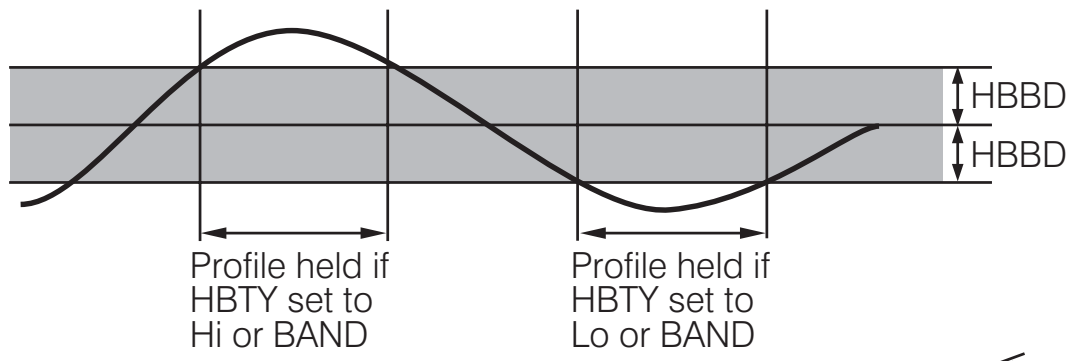 HBBD
HBBD
Profile held if
HBTY set to
Hi or BAND
Profile held if
HBTY set to
Lo or BAND